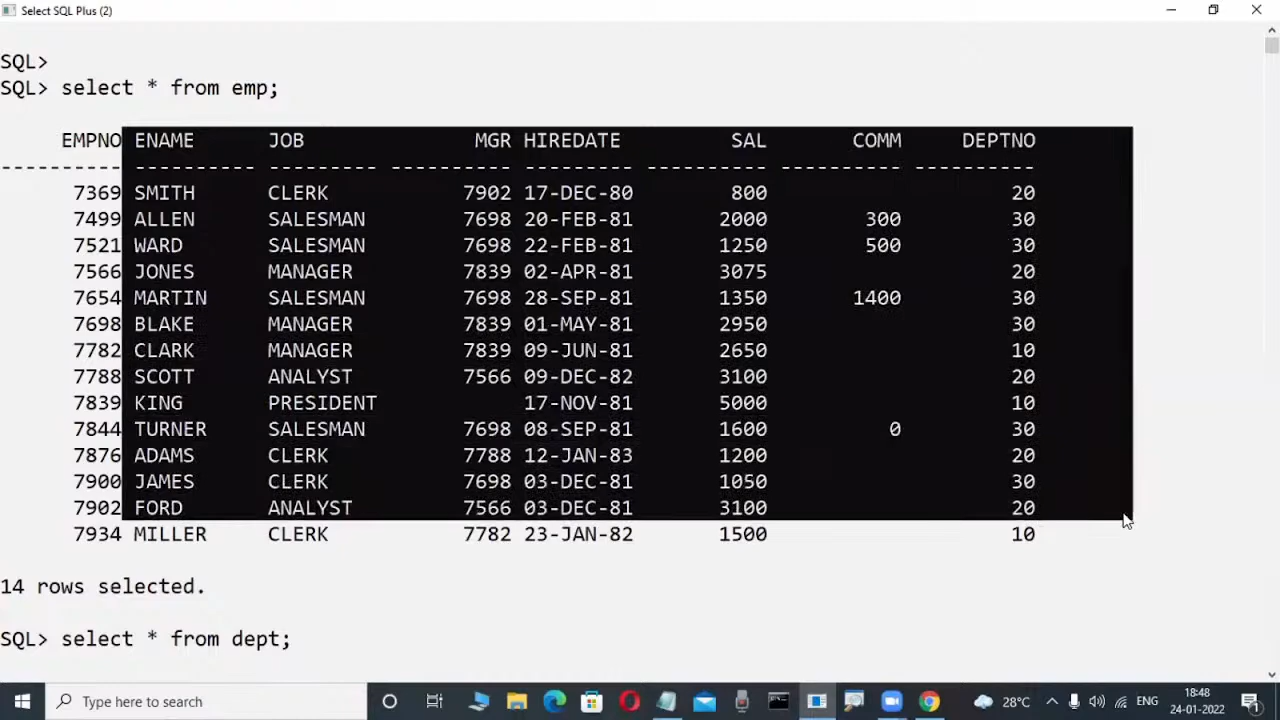 Select SQL Plus (2)
SQL>
SQL> select * from emp;
EMPNO ENAME JOB MGR HIREDATE SAL COMM DEPTNO
---------- ---------- --------- ---------- --------- ---------- ---------- ----------
7369 SMITH CLERK 7902 17-DEC-80 800 20
7499 ALLEN SALESMAN 7698 20-FEB-81 2000 300 30
7521 WARD SALESMAN 7698 22-FEB-81 1250 500 30
7566 JONES MANAGER 7839 02-APR-81 3075 20
7654 MARTIN SALESMAN 7698 28-SEP-81 1350 1400 30
7698 BLAKE MANAGER 7839 01-MAY-81 2950 30
7782 CLARK MANAGER 7839 09-JUN-81 2650 10
7788 SCOTT ANALYST 7566 09-DEC-82 3100 20
7839 KING PRESIDENT 17-NOV-81 5000 10
7844 TURNER SALESMAN 7698 08-SEP-81 1600 0 30
7876 ADAMS CLERK 7788 12-JAN-83 1200 20
7900 JAMES CLERK 7698 03-DEC-81 1050 30
7902 FORD ANALYST 7566 03-DEC-81 3100 20
7934 MILLER CLERK 7782 23-JAN-82 1500 10
14 rows selected.
SQL> select * from dept;
Type here to search
28°C
ENG
18:48
24-01-2022
1